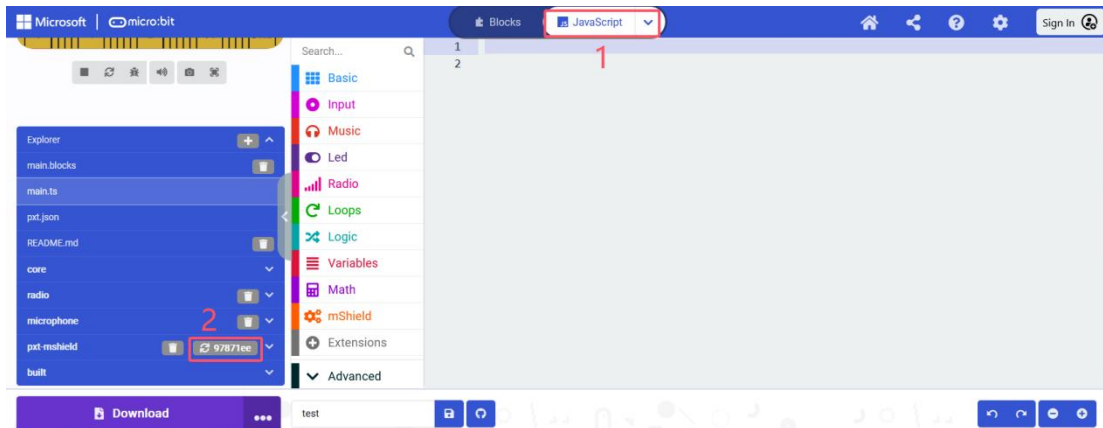 Microsoft micro:bit Blocks JavaScript Sign In
1
Search...
1
2
Basic
Input
Explorer
Music
main.blocks
Led
main.ts
Radio
pxt.json
Loops
README.md
Logic
core
Variables
radio
Math
microphone
2
mShield
pxt-mshield 97871ee
Extensions
built
Advanced
Download
test